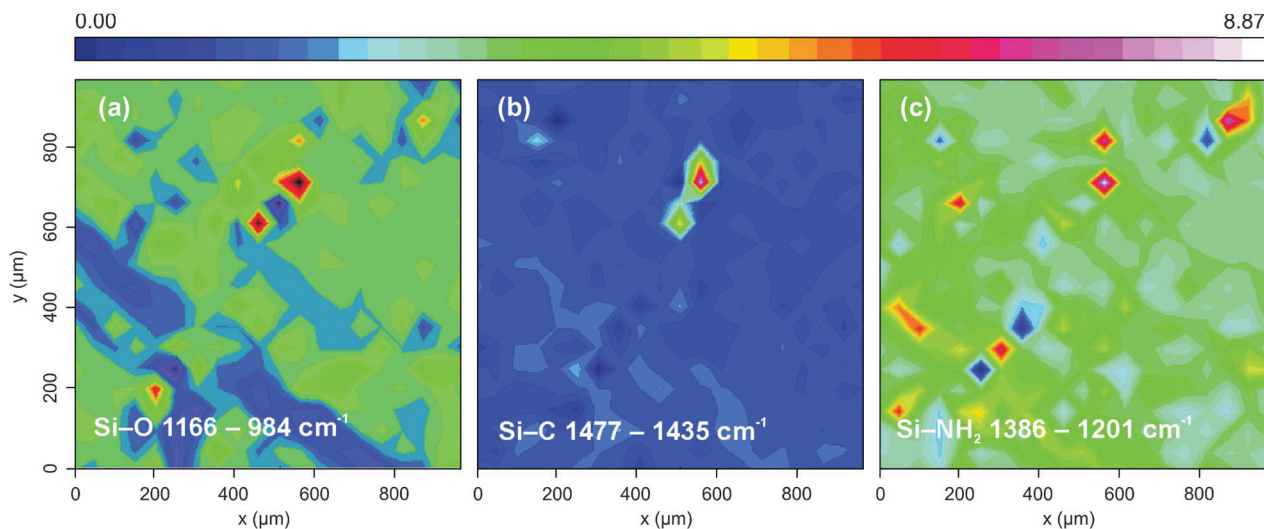 0.00 8.87
(a) (b) (c)
800
600
400
200
0
y (µm)
Si–O 1166 – 984 cm⁻¹
Si–C 1477 – 1435 cm⁻¹
Si–NH₂ 1386 – 1201 cm⁻¹
200 400 600 800
x (µm)
0 200 400 600 800
x (µm)
200 400 600 800
x (µm)